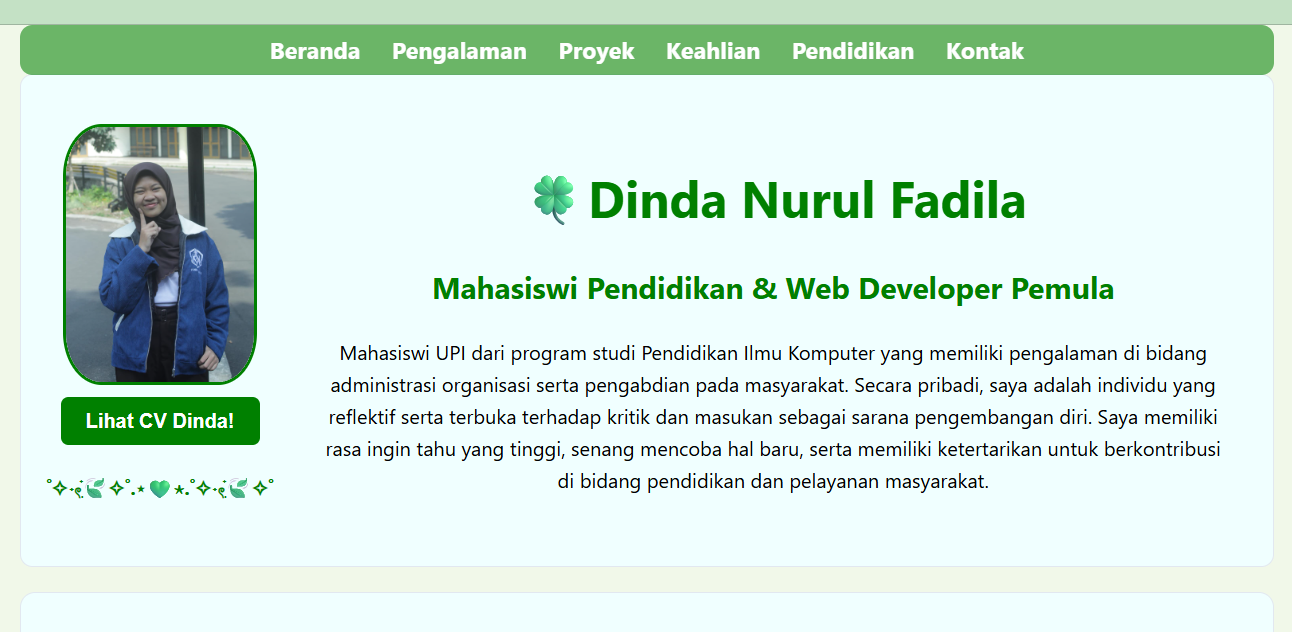 Beranda Pengalaman Proyek Keahlian Pendidikan Kontak
🍀 Dinda Nurul Fadila
Mahasiswi Pendidikan & Web Developer Pemula
Mahasiswi UPI dari program studi Pendidikan Ilmu Komputer yang memiliki pengalaman di bidang
administrasi organisasi serta pengabdian pada masyarakat. Secara pribadi, saya adalah individu yang
reflektif serta terbuka terhadap kritik dan masukan sebagai sarana pengembangan diri. Saya memiliki
rasa ingin tahu yang tinggi, senang mencoba hal baru, serta memiliki ketertarikan untuk berkontribusi
di bidang pendidikan dan pelayanan masyarakat.
Lihat CV Dinda!
˚✧˖ৎ🍃✧˚.⋆💚⋆.˚✧˖ৎ🍃✧˚